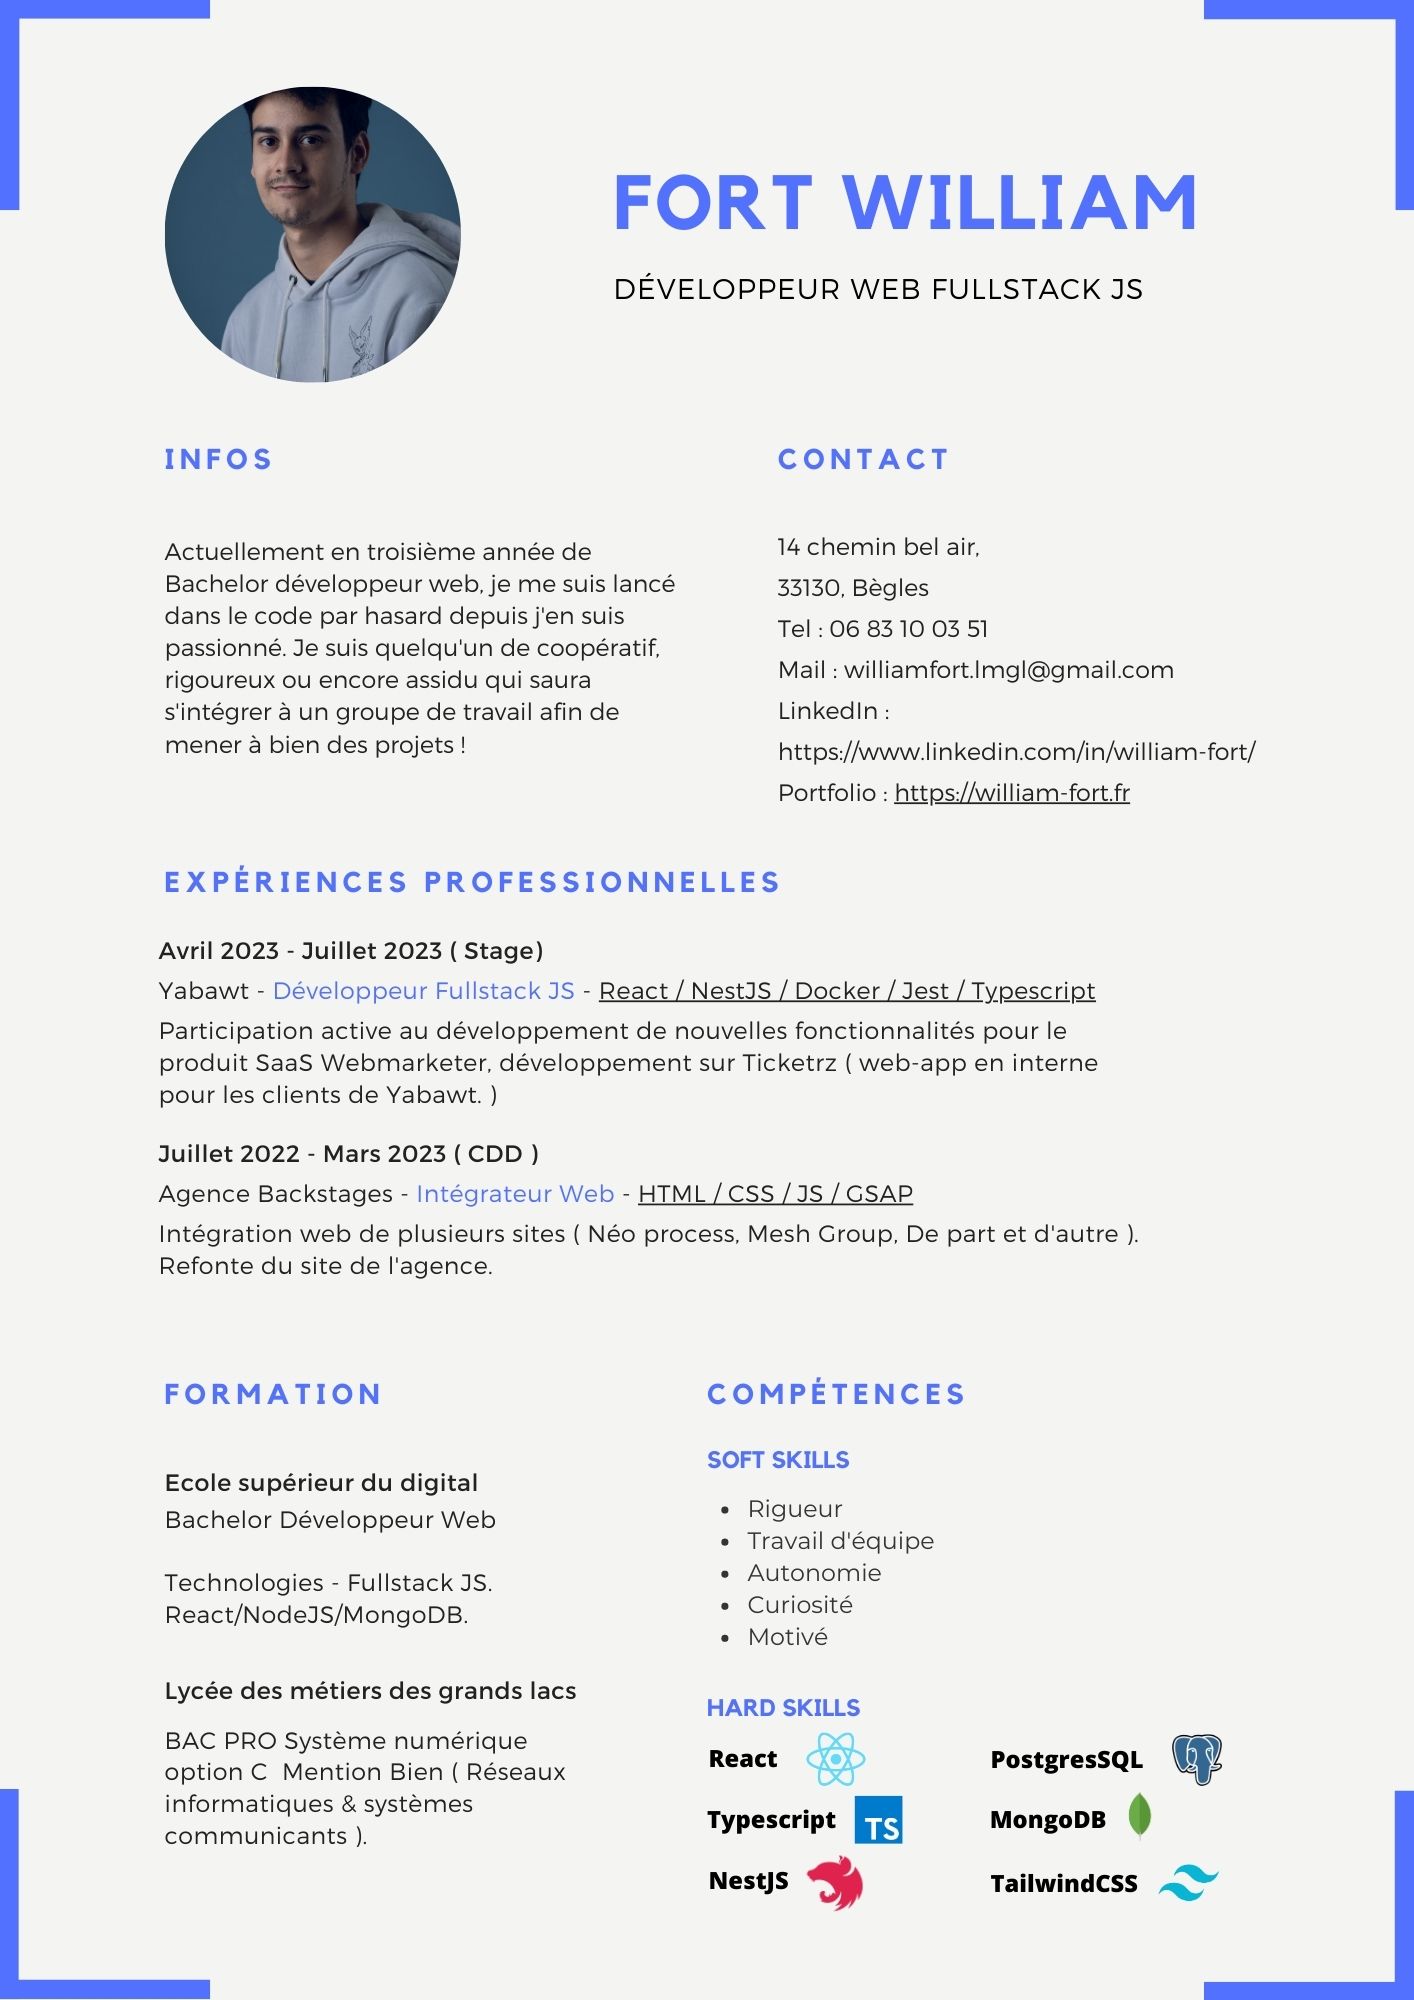 FORT WILLIAM
DÉVELOPPEUR WEB FULLSTACK JS
INFOS
Actuellement en troisième année de
Bachelor développeur web, je me suis lancé
dans le code par hasard depuis j'en suis
passionné. Je suis quelqu'un de coopératif,
rigoureux ou encore assidu qui saura
s'intégrer à un groupe de travail afin de
mener à bien des projets !
CONTACT
14 chemin bel air,
33130, Bègles
Tel : 06 83 10 03 51
Mail : williamfort.lmgl@gmail.com
LinkedIn :
https://www.linkedin.com/in/william-fort/
Portfolio : https://william-fort.fr
EXPÉRIENCES PROFESSIONNELLES
Avril 2023 - Juillet 2023 ( Stage)
Yabawt - Développeur Fullstack JS - React / NestJS / Docker / Jest / Typescript
Participation active au développement de nouvelles fonctionnalités pour le
produit SaaS Webmarketer, développement sur Ticketrz ( web-app en interne
pour les clients de Yabawt. )
Juillet 2022 - Mars 2023 ( CDD )
Agence Backstages - Intégrateur Web - HTML / CSS / JS / GSAP
Intégration web de plusieurs sites ( Néo process, Mesh Group, De part et d'autre ).
Refonte du site de l'agence.
FORMATION
Ecole supérieur du digital
Bachelor Développeur Web
Technologies - Fullstack JS.
React/NodeJS/MongoDB.
Lycée des métiers des grands lacs
BAC PRO Système numérique
option C  Mention Bien ( Réseaux
informatiques & systèmes
communicants ).
COMPÉTENCES
SOFT SKILLS
• Rigueur
• Travail d'équipe
• Autonomie
• Curiosité
• Motivé
HARD SKILLS
React
PostgresSQL
Typescript
TS
MongoDB
NestJS
TailwindCSS